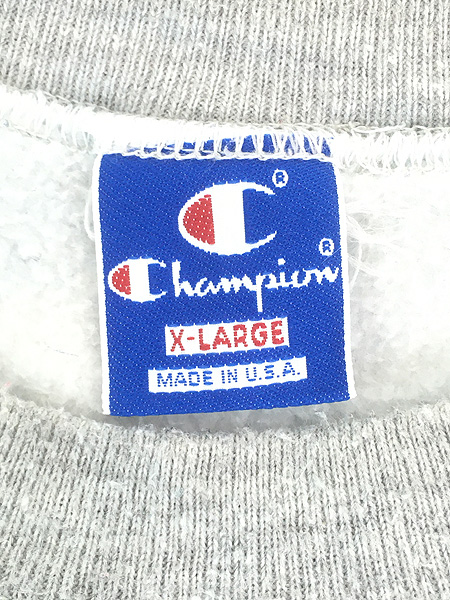 C®
Champion®
X-LARGE
MADE IN U.S.A.